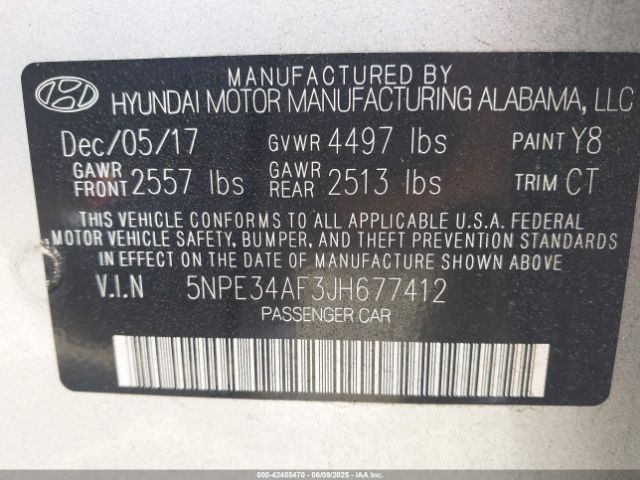 MANUFACTURED BY
HYUNDAI MOTOR MANUFACTURING ALABAMA, LLC
Dec/05/17 GVWR 4497 lbs PAINT Y8
GAWR FRONT 2557 lbs GAWR REAR 2513 lbs TRIM CT
THIS VEHICLE CONFORMS TO ALL APPLICABLE U.S.A. FEDERAL
MOTOR VEHICLE SAFETY, BUMPER, AND THEFT PREVENTION STANDARDS
IN EFFECT ON THE DATE OF MANUFACTURE SHOWN ABOVE
V.I.N 5NPE34AF3JH677412
PASSENGER CAR
000-42455470 - 06/09/2025 - IAAI.COM